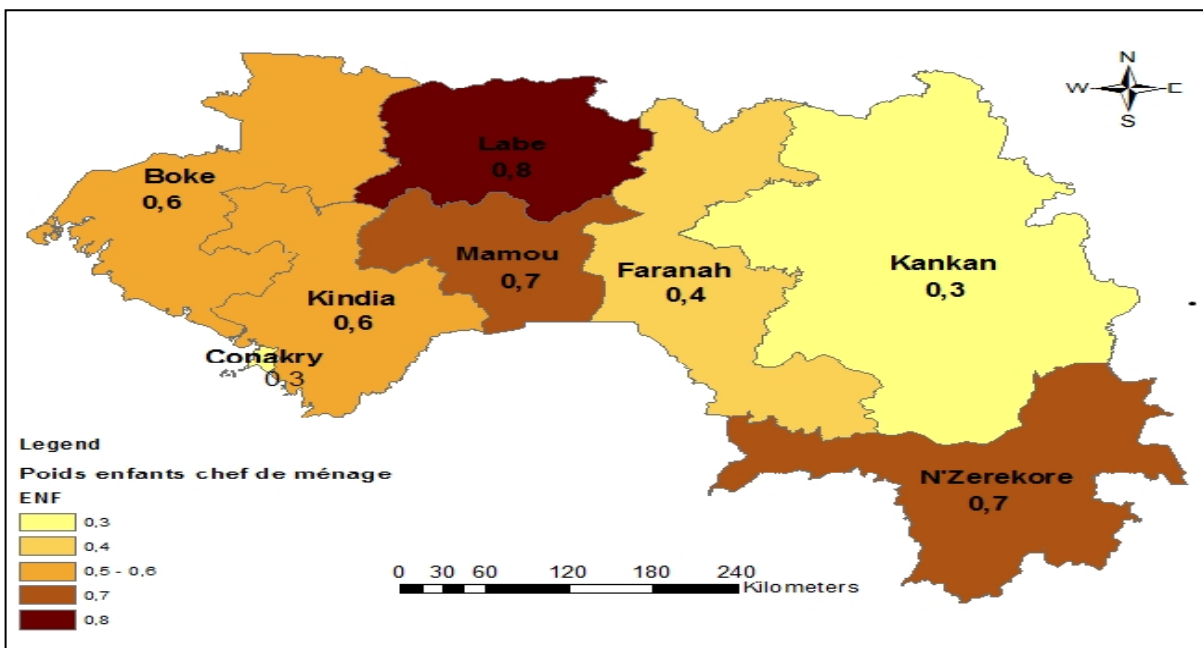 N
W E
S
Labe
0,8
Boke
0,6
Mamou
0,7
Faranah
0,4
Kankan
0,3
Kindia
0,6
Conakry
0,3
N'Zerekore
0,7
Legend
Poids enfants chef de ménage
ENF
0,3
0,4
0,5 - 0,6
0,7
0,8
0 30 60 120 180 240
Kilometers